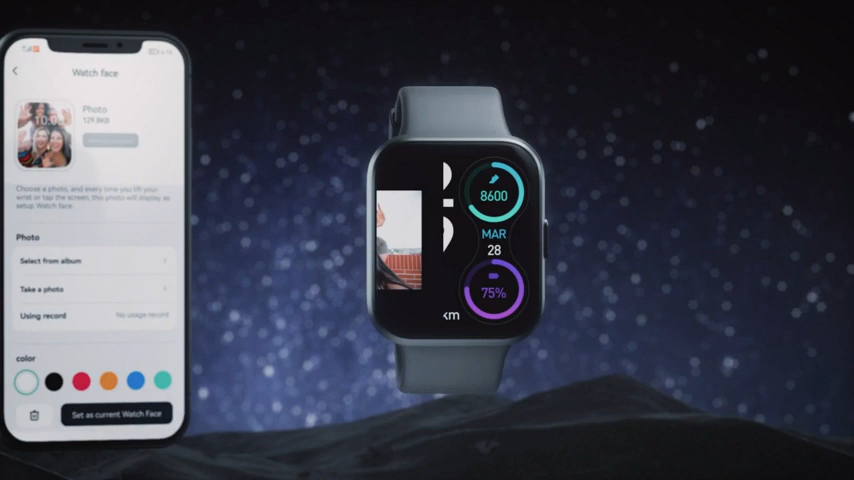 Watch face
Photo
129.8KB
10:0
Choose a photo, and every time you lift your
wrist or tap the screen, this photo will display as
setup Watch face.
Photo
Select from album
Take a photo
Using record No usage record
color
Set as current Watch Face
8600
MAR
28
75%
km